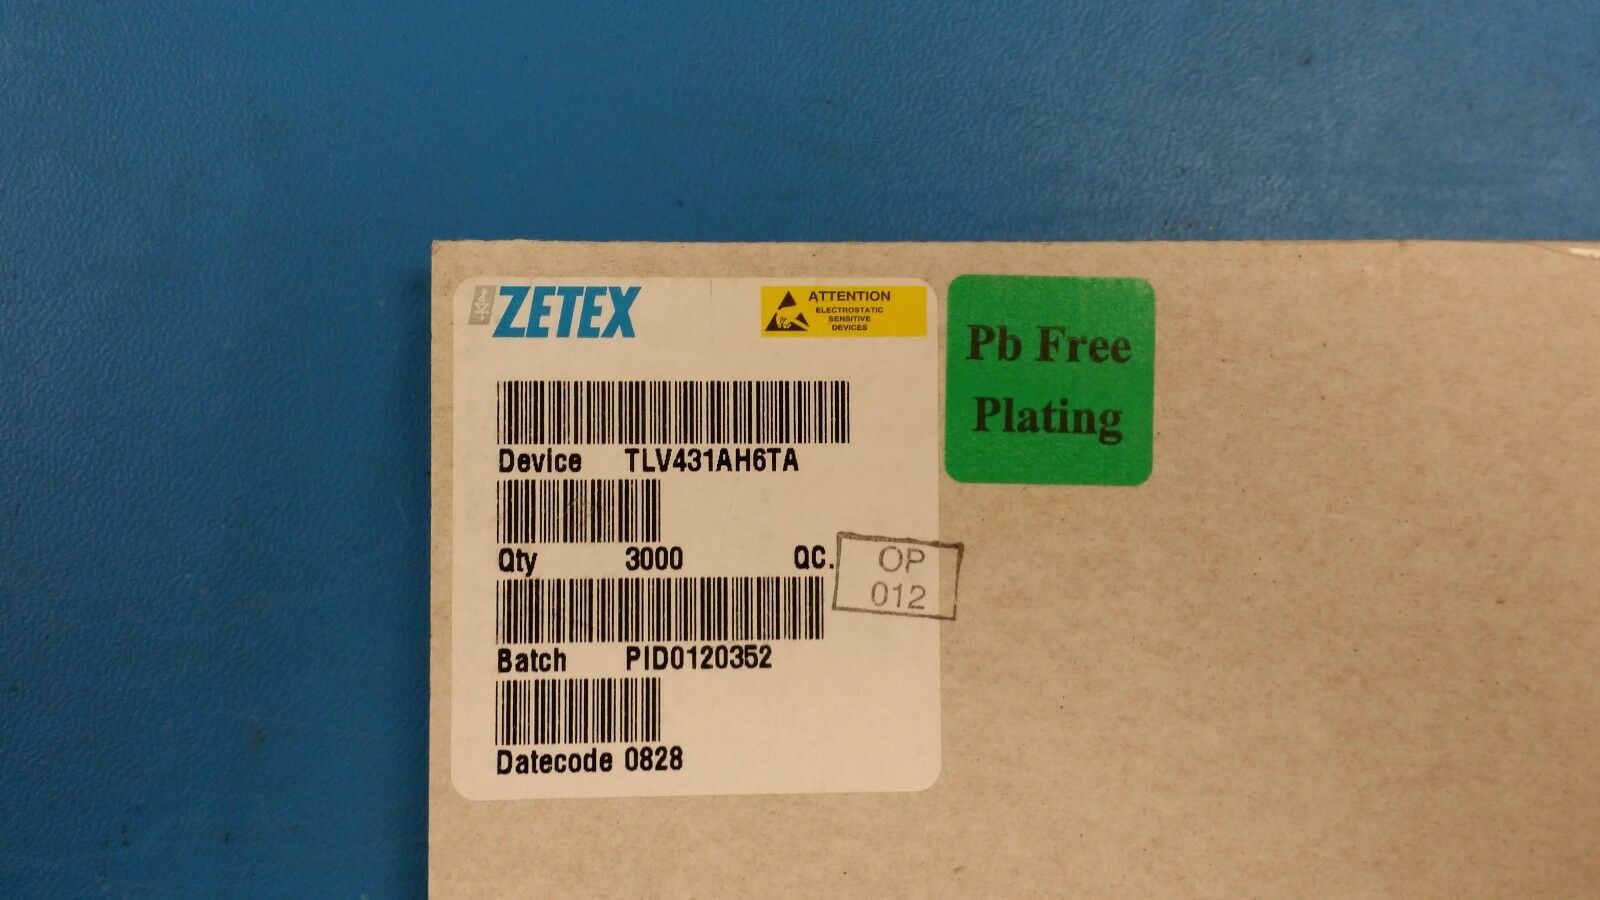 ZETEX
ATTENTION
ELECTROSTATIC
SENSITIVE
DEVICES
Pb Free
Plating
Device TLV431AH6TA
Qty 3000 QC.
OP
012
Batch PID0120352
Datecode 0828